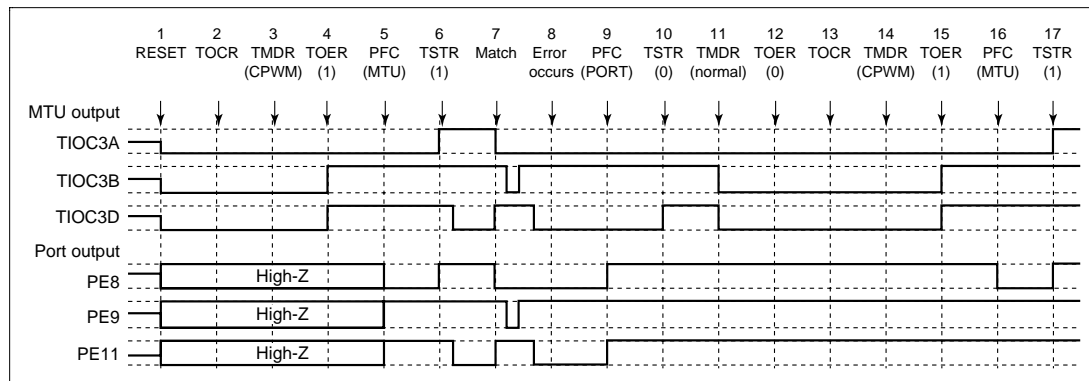 1 2 3 4 5 6 7 8 9 10 11 12 13 14 15 16 17
RESET TOCR TMDR TOER PFC TSTR Match Error PFC TSTR TMDR TOER TOCR TMDR TOER PFC TSTR
(CPWM) (1) (MTU) (1) occurs (PORT) (0) (normal) (0) (CPWM) (1) (MTU) (1)
MTU output
TIOC3A
TIOC3B
TIOC3D
Port output
PE8 High-Z
PE9 High-Z
PE11 High-Z